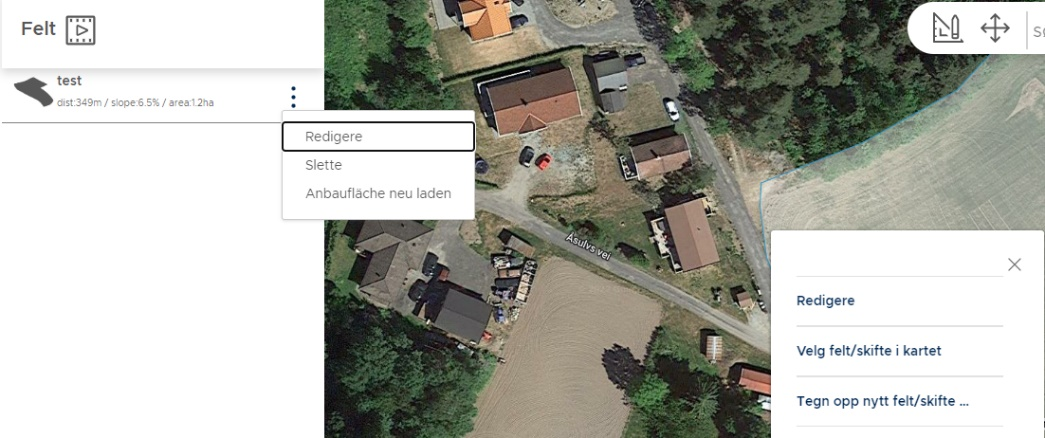 Felt
test
dist:349m / slope:6.5% / area:1.2ha
Redigere
Slette
Anbaufläche neu laden
Åsulvs vei
Redigere
Velg felt/skifte i kartet
Tegn opp nytt felt/skifte ...